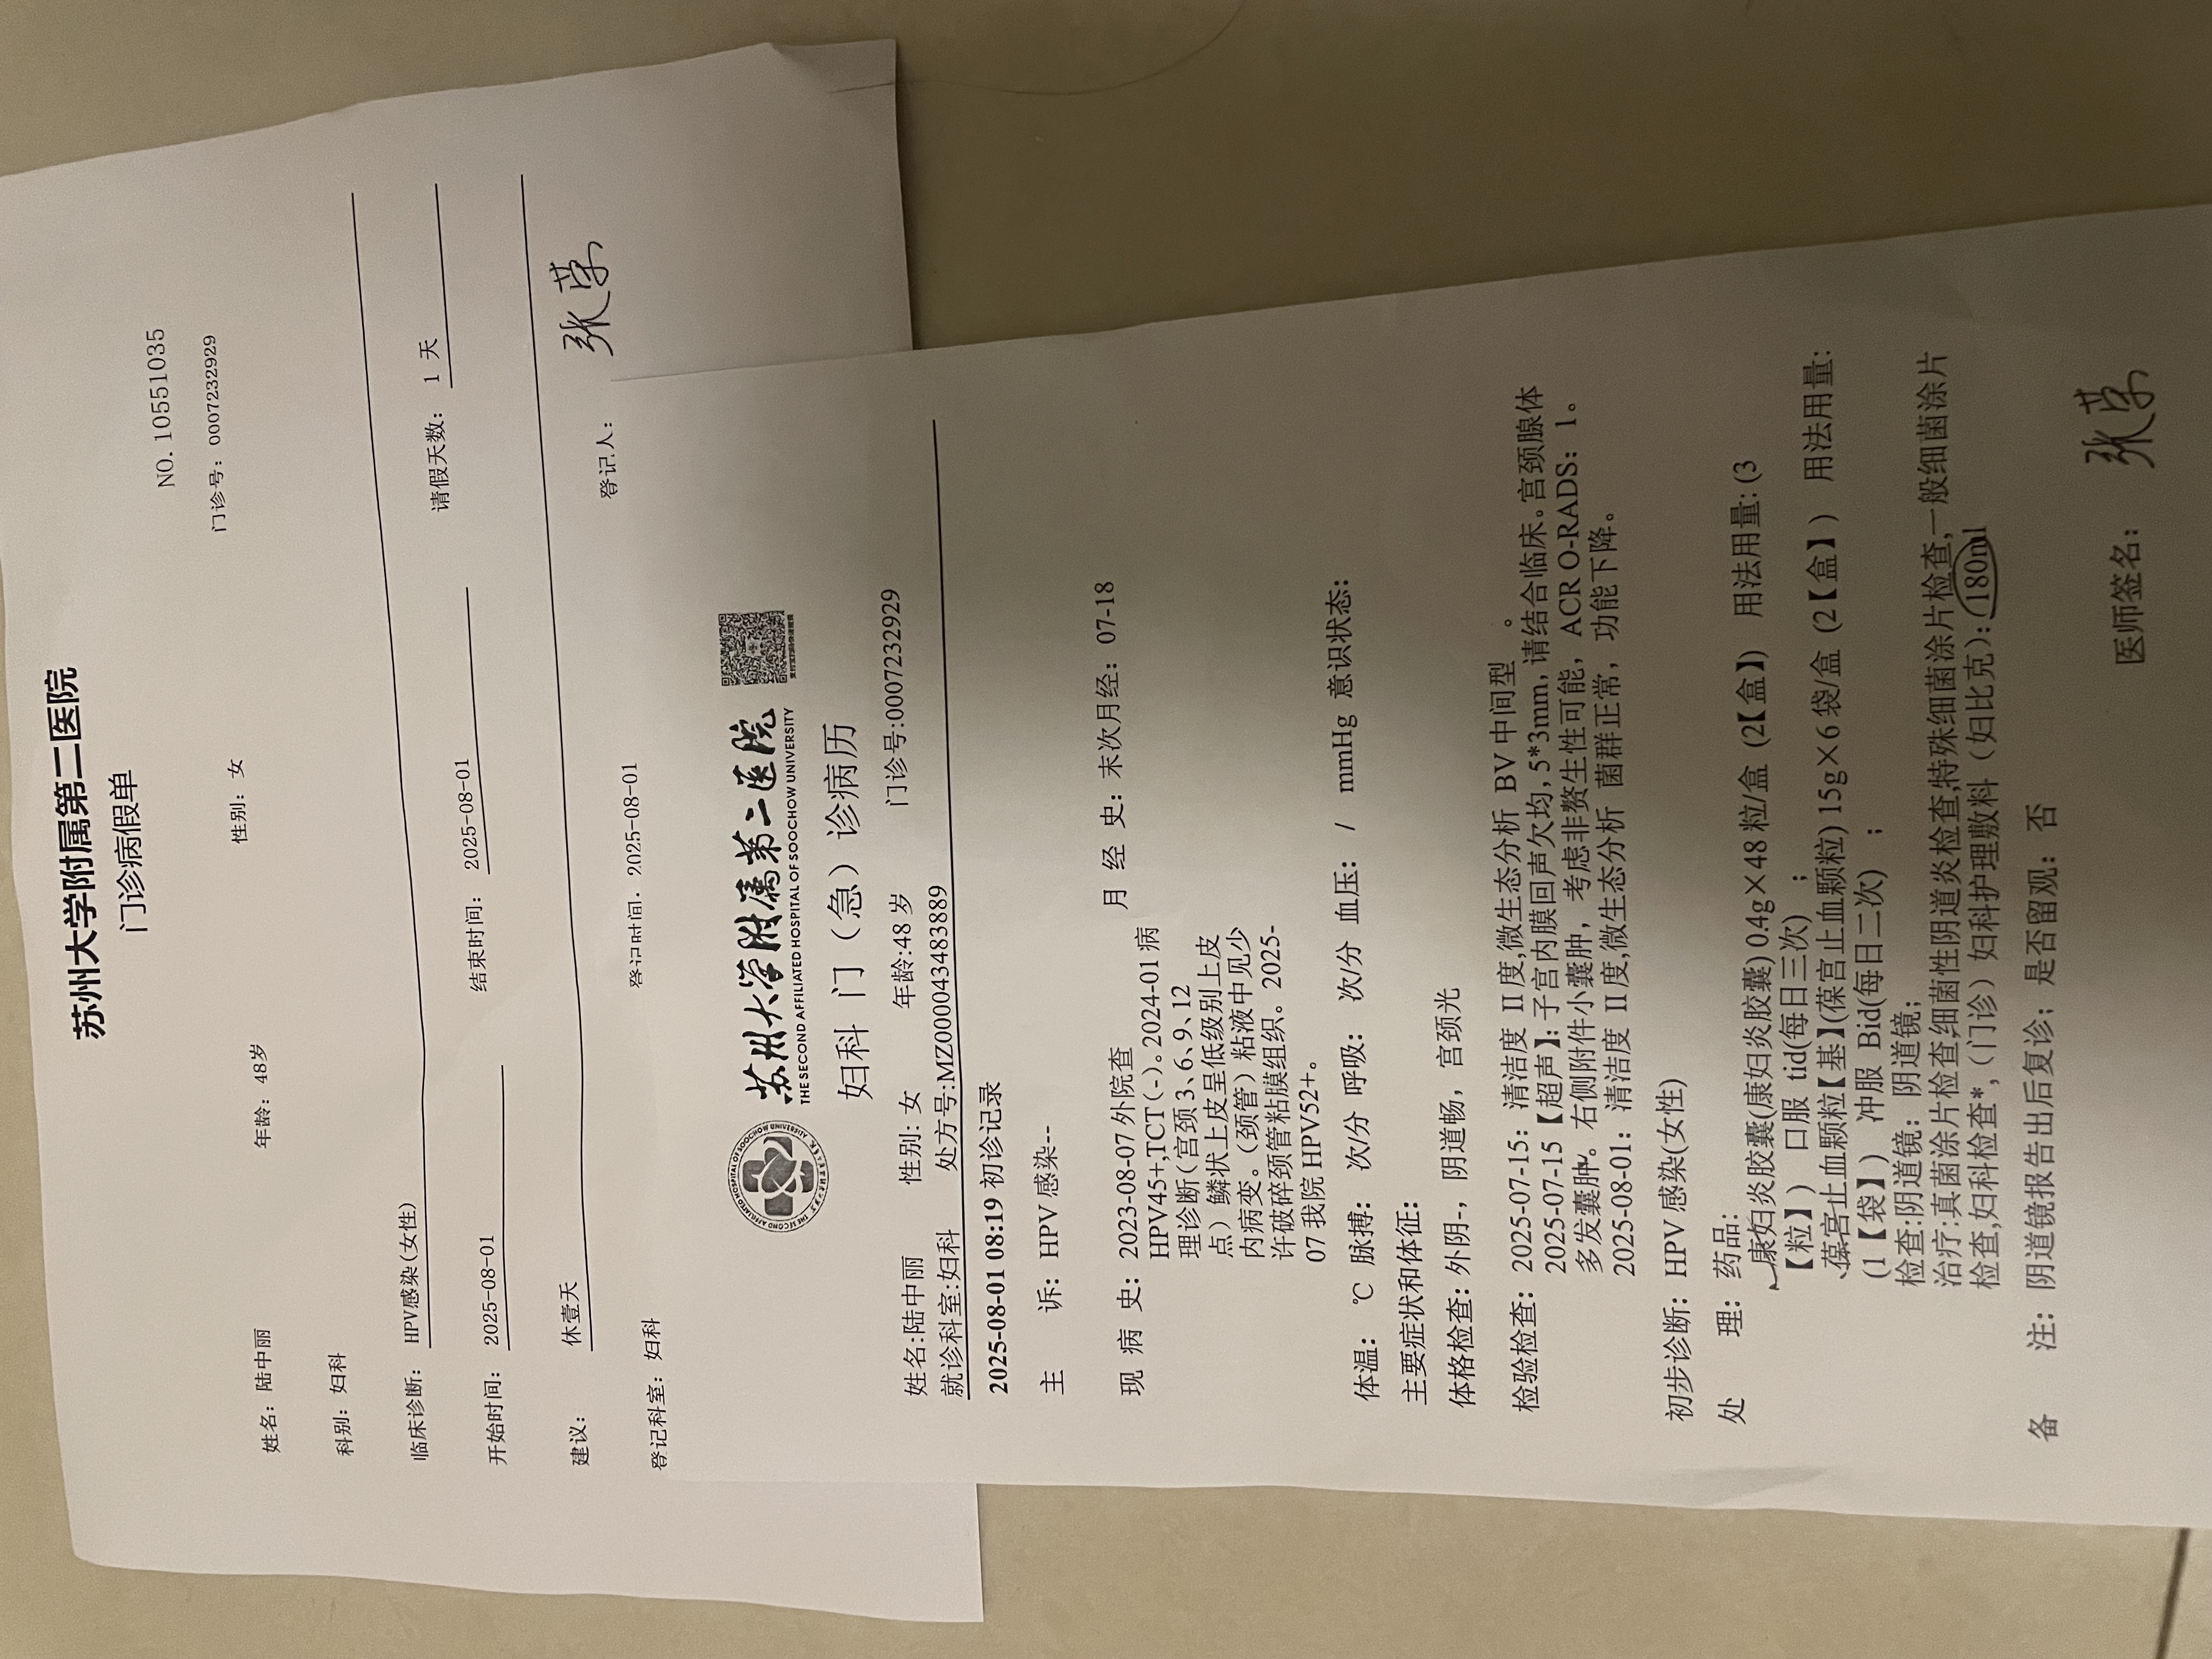 苏州大学附属第二医院
门诊病假单
NO.10551035
门诊号：0007232929
姓名：陆中丽 年龄：48岁 性别：女
科别：妇科
临床诊断：HPV感染(女性)
开始时间：2025-08-01 结束时间：2025-08-01 请假天数：1 天
建议：休壹天
登记科室：妇科 登记时间：2025-08-01 登记人：张荣
苏州大学附属第二医院
THE SECOND AFFILIATED HOSPITAL OF SOOCHOW UNIVERSITY
妇科 门（急）诊病历
姓名:陆中丽 性别:女 年龄:48岁 门诊号:0007232929
就诊科室:妇科 处方号:MZ000043483889
2025-08-01 08:19 初诊记录
主 诉：HPV感染--
现 病 史：2023-08-07外院查 月 经 史：末次月经：07-18
HPV45+,TCT(-)。2024-01病
理诊断（宫颈3、6、9、12
点）鳞状上皮呈低级别上皮
内病变。（颈管）粘液中见少
许破碎颈管粘膜组织。2025-
07我院HPV52+。
体温： ℃ 脉搏： 次/分 呼吸： 次/分 血压： / mmHg 意识状态：
主要症状和体征：
体格检查：外阴-，阴道畅，宫颈光
检验检查：2025-07-15：清洁度 II度,微生态分析 BV中间型。
2025-07-15【超声】：子宫内膜回声欠均,5*3mm,请结合临床。宫颈腺体
多发囊肿。右侧附件小囊肿，考虑非赘生性可能，ACR O-RADS：1。
2025-08-01：清洁度 II度,微生态分析 菌群正常，功能下降。
初步诊断：HPV感染(女性)
处 理：药品:
康妇炎胶囊(康妇炎胶囊) 0.4g×48粒/盒 (2【盒】) 用法用量: (3
【粒】) 口服 tid(每日三次) ;
葆宫止血颗粒【基】(葆宫止血颗粒) 15g×6袋/盒 (2【盒】) 用法用量:
(1【袋】) 冲服 Bid(每日二次) ;
检查:阴道镜：阴道镜;
治疗:真菌涂片检查,细菌性阴道炎检查,特殊细菌涂片检查,一般细菌涂片
检查,妇科检查*,（门诊）妇科护理敷料（妇比克）:180ml
备 注：阴道镜报告出后复诊；是否留观：否
医师签名：张荣